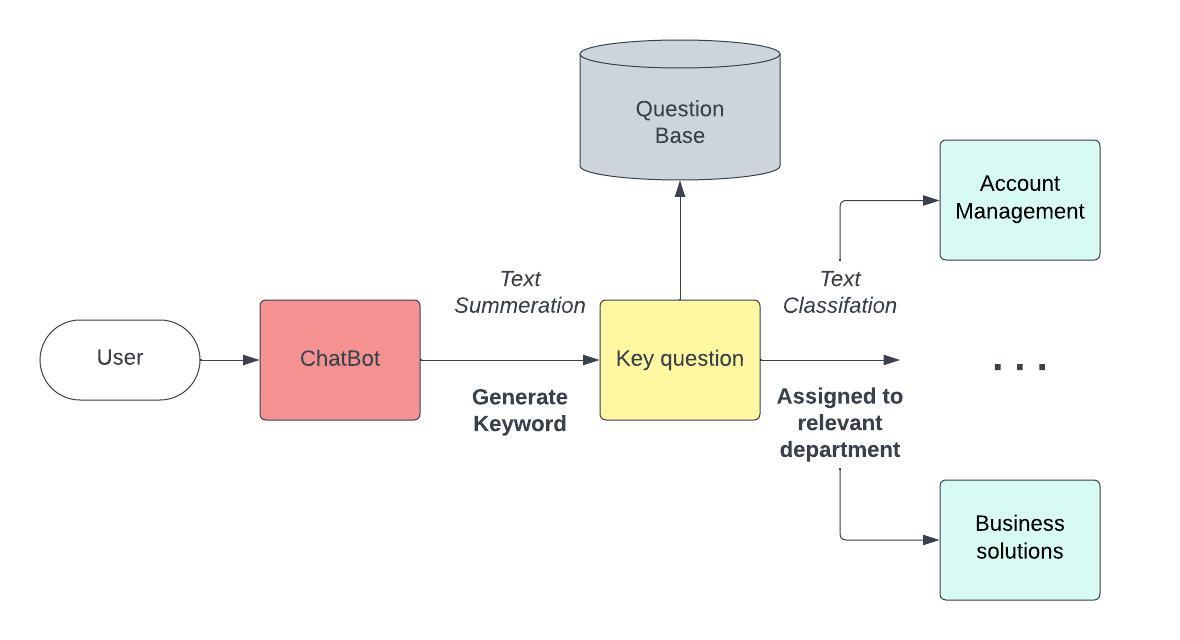 Question
Base
Account
Management
Text
Summeration
Text
Classifation
User
ChatBot
Key question
...
Generate
Keyword
Assigned to
relevant
department
Business
solutions